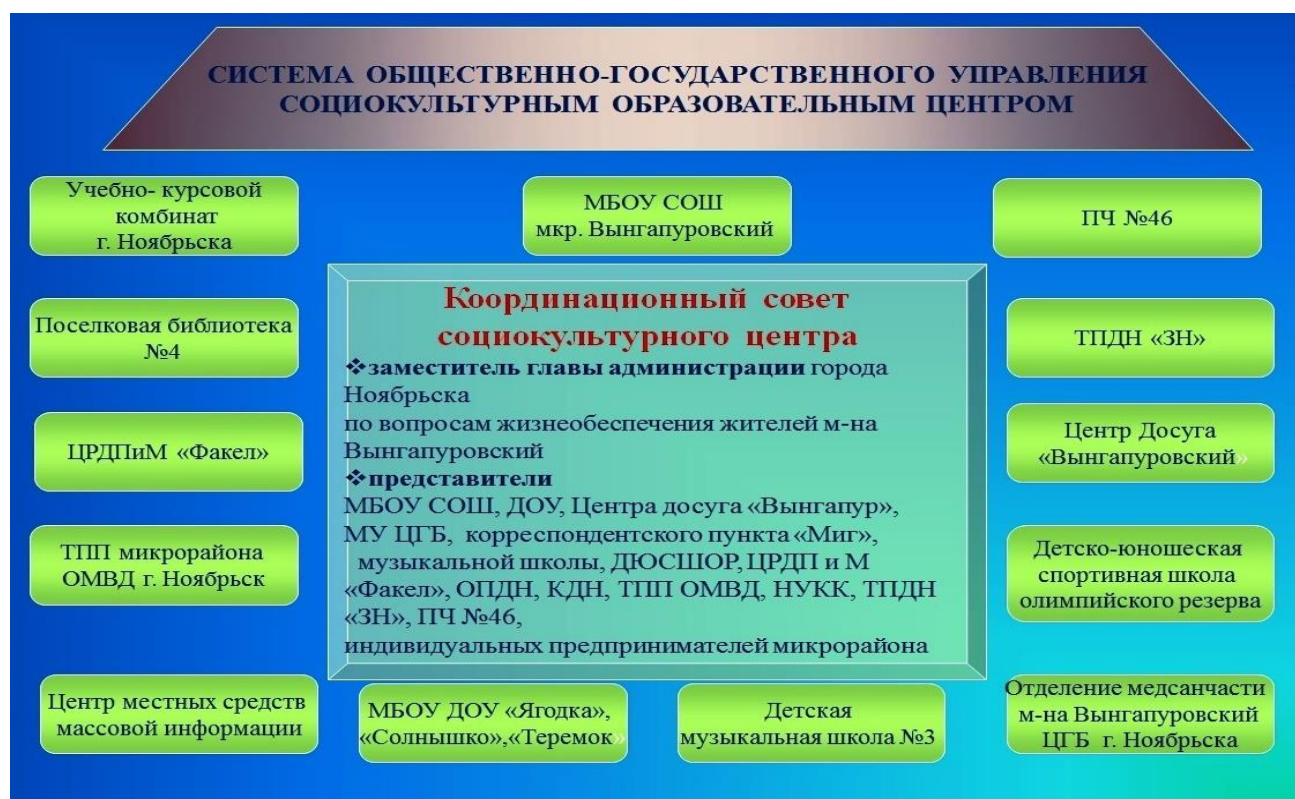 СИСТЕМА ОБЩЕСТВЕННО-ГОСУДАРСТВЕННОГО УПРАВЛЕНИЯ
СОЦИОКУЛЬТУРНЫМ ОБРАЗОВАТЕЛЬНЫМ ЦЕНТРОМ
Учебно- курсовой
комбинат
г. Ноябрьска
МБОУ СОШ
мкр. Вынгапуровский
ПЧ №46
Поселковая библиотека
№4
ЦРДПиМ «Факел»
ТПП микрорайона
ОМВД г. Ноябрьск
Координационный совет
социокультурного центра
❖заместитель главы администрации города
Ноябрьска
по вопросам жизнеобеспечения жителей м-на
Вынгапуровский
❖представители
МБОУ СОШ, ДОУ, Центра досуга «Вынгапур»,
МУ ЦГБ, корреспондентского пункта «Миг»,
музыкальной школы, ДЮСШОР, ЦРДП и М
«Факел», ОПДН, КДН, ТПП ОМВД, НУКК, ТПДН
«ЗН», ПЧ №46,
индивидуальных предпринимателей микрорайона
ТПДН «ЗН»
Центр Досуга
«Вынгапуровский»
Детско-юношеская
спортивная школа
олимпийского резерва
Центр местных средств
массовой информации
МБОУ ДОУ «Ягодка»,
«Солнышко»,«Теремок»
Детская
музыкальная школа №3
Отделение медсанчасти
м-на Вынгапуровский
ЦГБ г. Ноябрьска